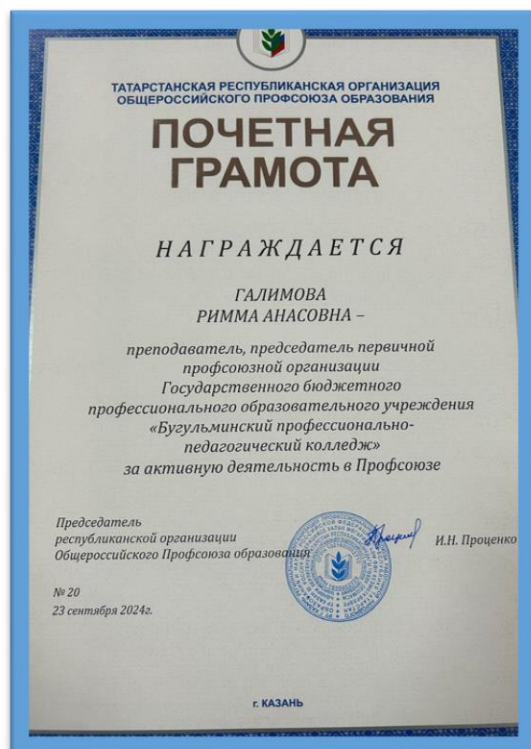 ТАТАРСТАНСКАЯ РЕСПУБЛИКАНСКАЯ ОРГАНИЗАЦИЯ
ОБЩЕРОССИЙСКОГО ПРОФСОЮЗА ОБРАЗОВАНИЯ
ПОЧЕТНАЯ
ГРАМОТА
НАГРАЖДАЕТСЯ
ГАЛИМОВА
РИММА АНАСОВНА –
преподаватель, председатель первичной
профсоюзной организации
Государственного бюджетного
профессионального образовательного учреждения
«Бугульминский профессионально-
педагогический колледж»
за активную деятельность в Профсоюзе
Председатель
республиканской организации
Общероссийского Профсоюза образования
И.Н. Проценко
№ 20
23 сентября 2024г.
г. КАЗАНЬ